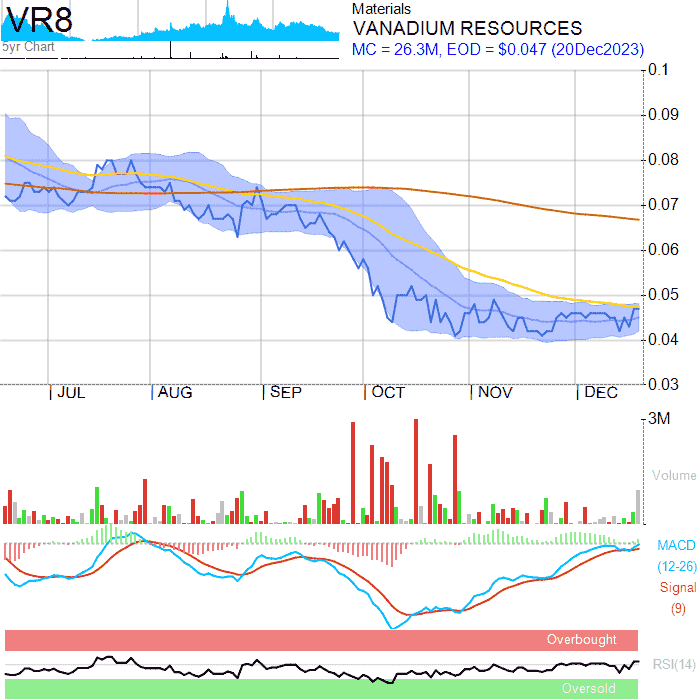 VR8
5yr Chart
Materials
VANADIUM RESOURCES
MC = 26.3M, EOD = $0.047 (20Dec2023)
0.1
0.09
0.08
0.07
0.06
0.05
0.04
0.03
JUL AUG SEP OCT NOV DEC
3M
Volume
MACD
(12-26)
Signal
(9)
Overbought
RSI(14)
Oversold